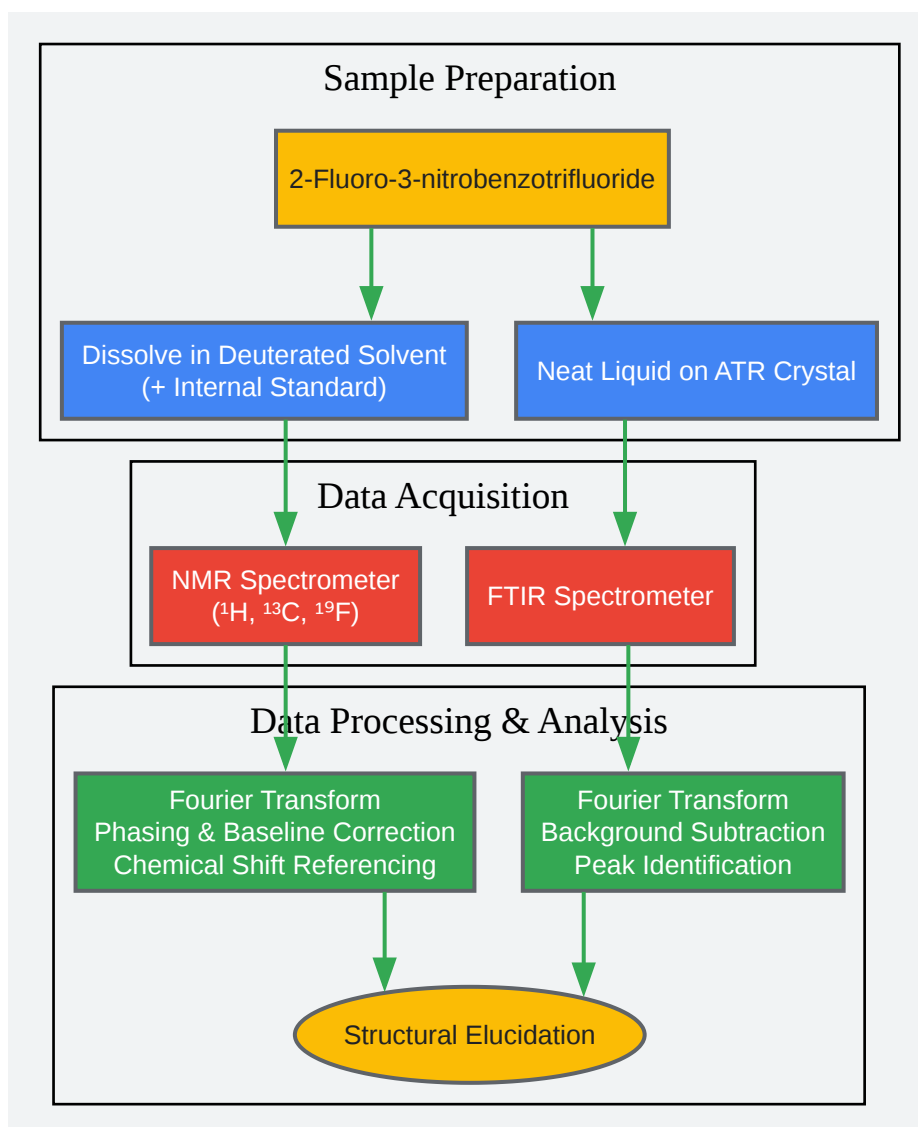 Sample Preparation
2-Fluoro-3-nitrobenzotrifluoride
Dissolve in Deuterated Solvent
(+ Internal Standard)
Neat Liquid on ATR Crystal
Data Acquisition
NMR Spectrometer
(¹H, ¹³C, ¹⁹F)
FTIR Spectrometer
Data Processing & Analysis
Fourier Transform
Phasing & Baseline Correction
Chemical Shift Referencing
Fourier Transform
Background Subtraction
Peak Identification
Structural Elucidation